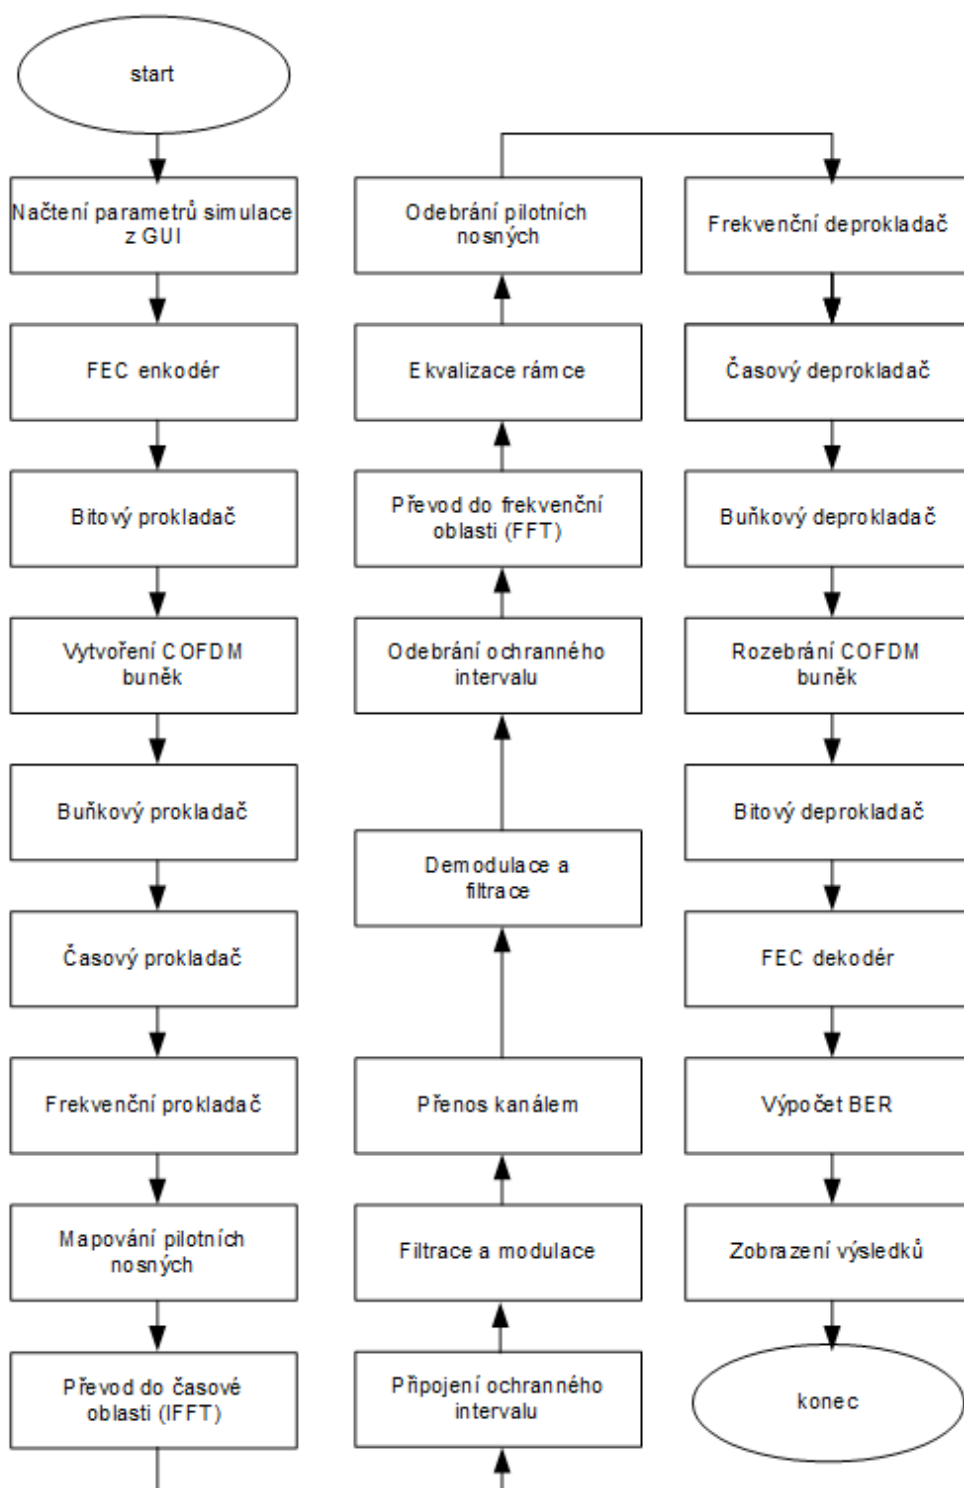 start
Načtení parametrů simulace
z GUI
FEC enkodér
Bitový prokladač
Vytvoření COFDM
buněk
Buňkový prokladač
Časový prokladač
Frekvenční prokladač
Mapování pilotních
nosných
Převod do časové
oblasti (IFFT)
Připojení ochranného
intervalu
Filtrace a modulace
Přenos kanálem
Demodulace a
filtrace
Odebrání ochranného
intervalu
Převod do frekvenční
oblasti (FFT)
Ekvalizace rámce
Odebrání pilotních
nosných
Frekvenční deprokladač
Časový deprokladač
Buňkový deprokladač
Rozebrání COFDM
buněk
Bitový deprokladač
FEC dekodér
Výpočet BER
Zobrazení výsledků
konec